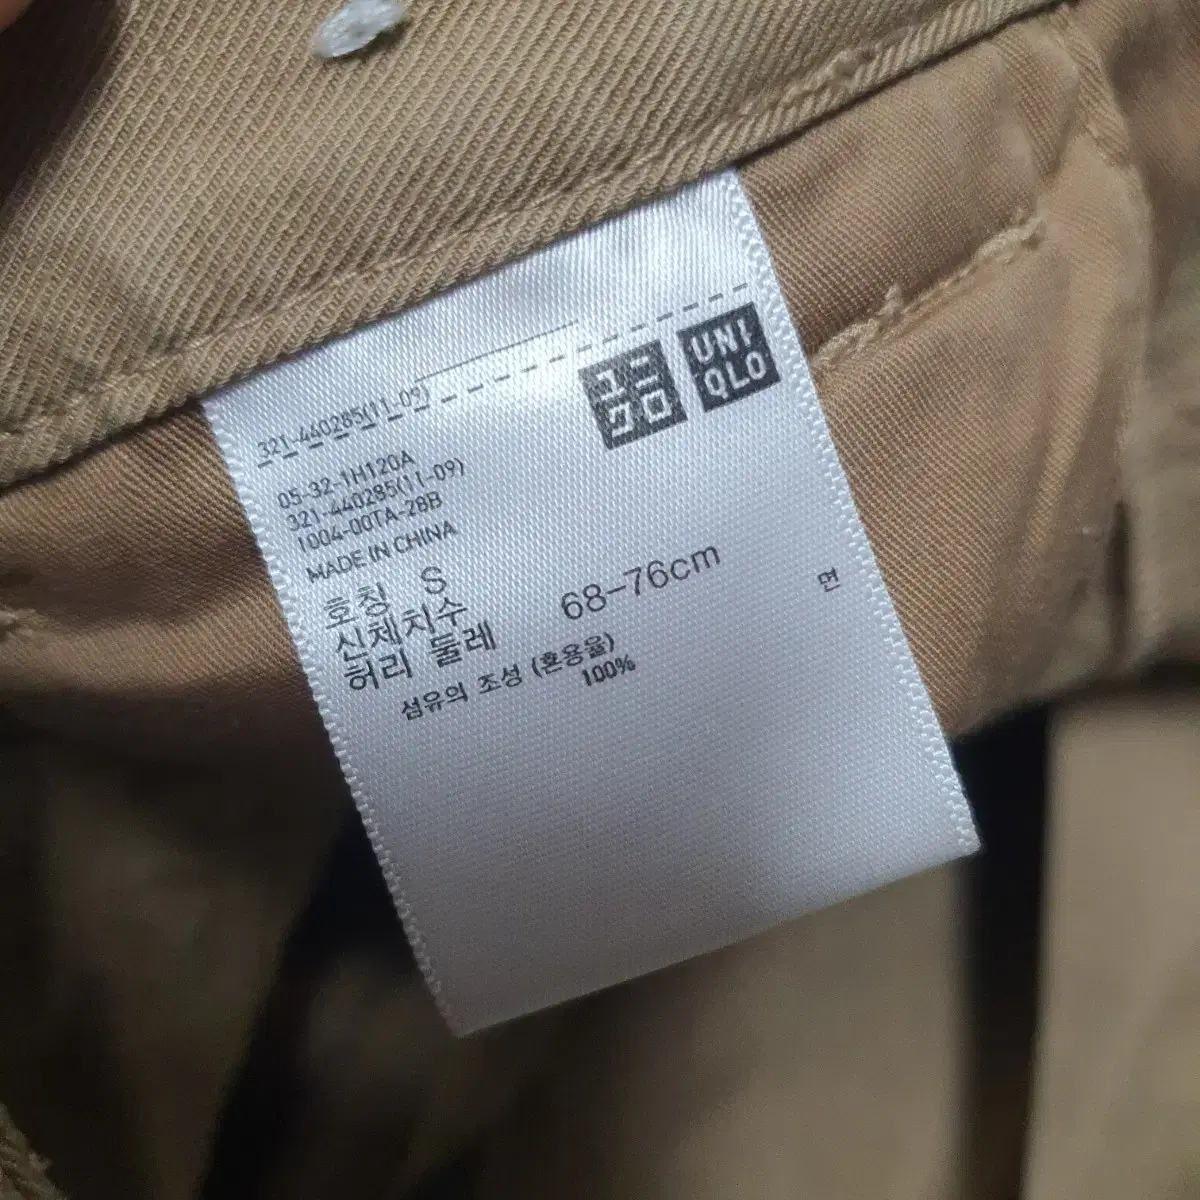 ユニ
クロ
UNI
QLO
321-440285(11-09)
05-32-1H120A
321-440285(11-09)
1004-00TA-28B
MADE IN CHINA
호칭 S
신체치수
허리 둘레 68-76cm
섬유의 조성 (혼용율)
면 100%